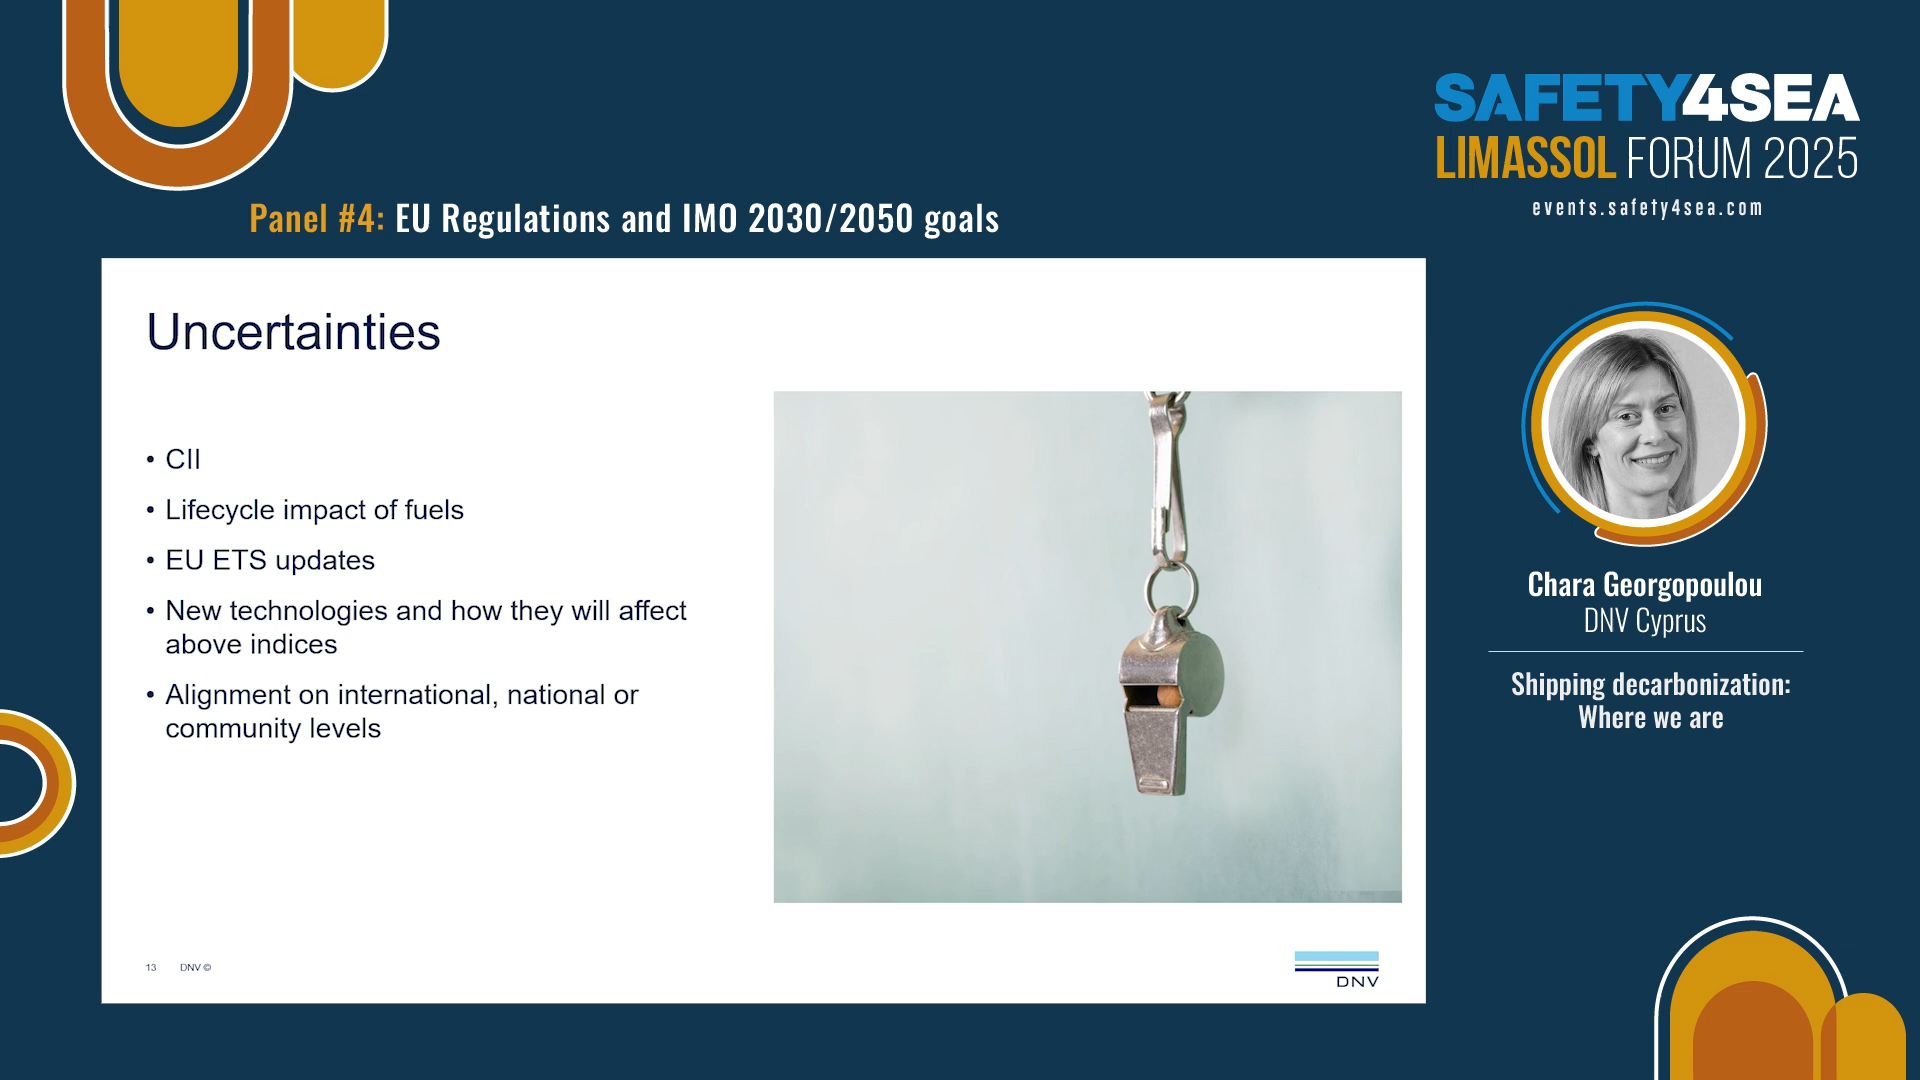 SAFETY4SEA
LIMASSOL FORUM 2025
events.safety4sea.com
Panel #4: EU Regulations and IMO 2030/2050 goals
Uncertainties
• CII
• Lifecycle impact of fuels
• EU ETS updates
• New technologies and how they will affect
above indices
• Alignment on international, national or
community levels
13 DNV ©
DNV
Chara Georgopoulou
DNV Cyprus
Shipping decarbonization:
Where we are